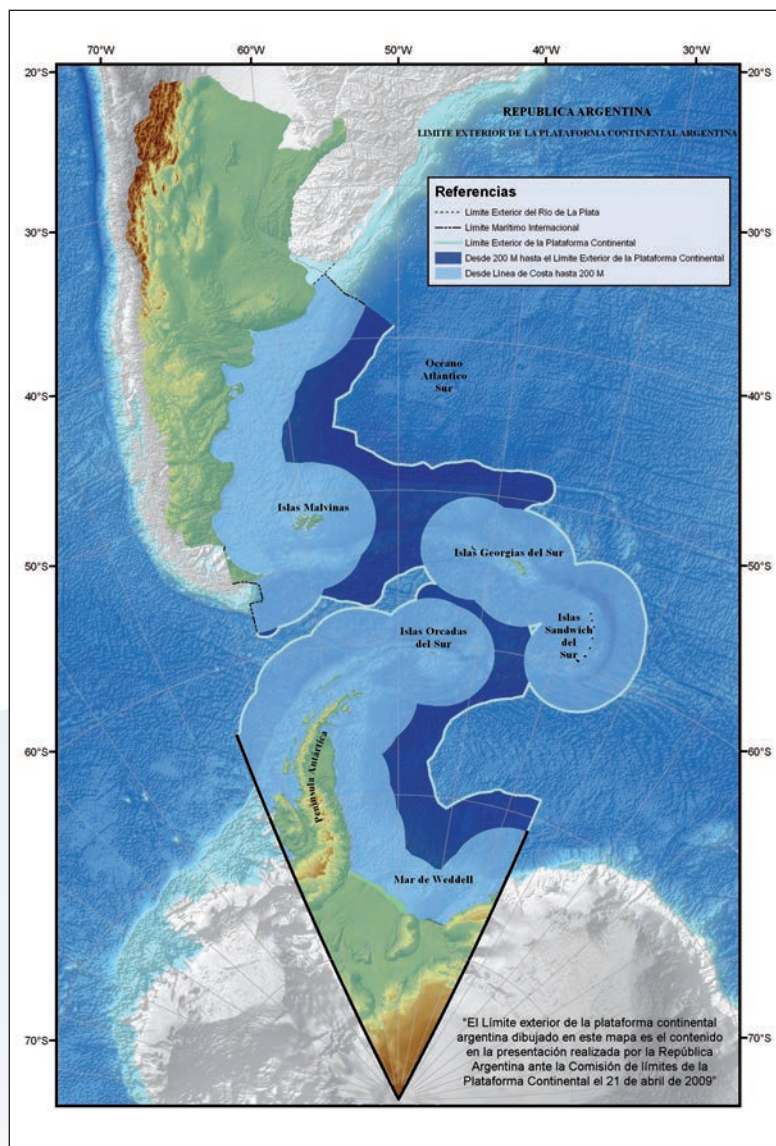 70°W 60°W 50°W 40°W 30°W
20°S 20°S
REPUBLICA ARGENTINA
LIMITE EXTERIOR DE LA PLATAFORMA CONTINENTAL ARGENTINA
Referencias
Límite Exterior del Río de La Plata
Límite Marítimo Internacional
Límite Exterior de la Plataforma Continental
Desde 200 M hasta el Límite Exterior de la Plataforma Continental
Desde Línea de Costa hasta 200 M
30°S 30°S
Océano
Atlántico
Sur
40°S 40°S
Islas Malvinas
50°S 50°S
Islas Georgias del Sur
Islas Orcadas
del Sur
Islas
Sandwich
del
Sur
60°S 60°S
Península Antártica
Mar de Weddell
"El Límite exterior de la plataforma continental
argentina dibujado en este mapa es el contenido
en la presentación realizada por la República
Argentina ante la Comisión de límites de la
Plataforma Continental el 21 de abril de 2009"
70°S 70°S